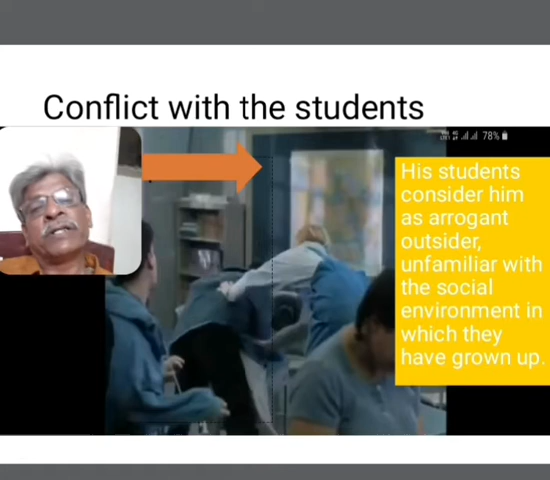 Conflict with the students
78%
His students
consider him
as arrogant
outsider,
unfamiliar with
the social
environment in
which they
have grown up.